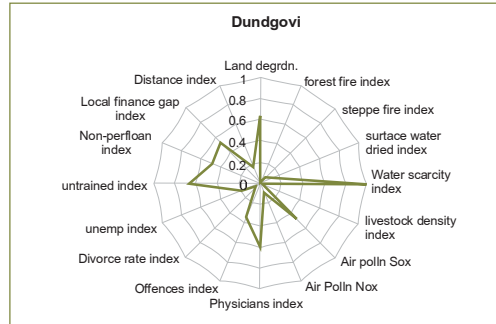 Dundgovi
Land degrdn.
forest fire index
steppe fire index
surtace water
dried index
Water scarcity
index
livestock density
index
Air polln Sox
Air Polln Nox
Physicians index
Offences index
Divorce rate index
unemp index
untrained index
Non-perfloan
index
Local finance gap
index
Distance index
1
0.8
0.6
0.4
0.2
0